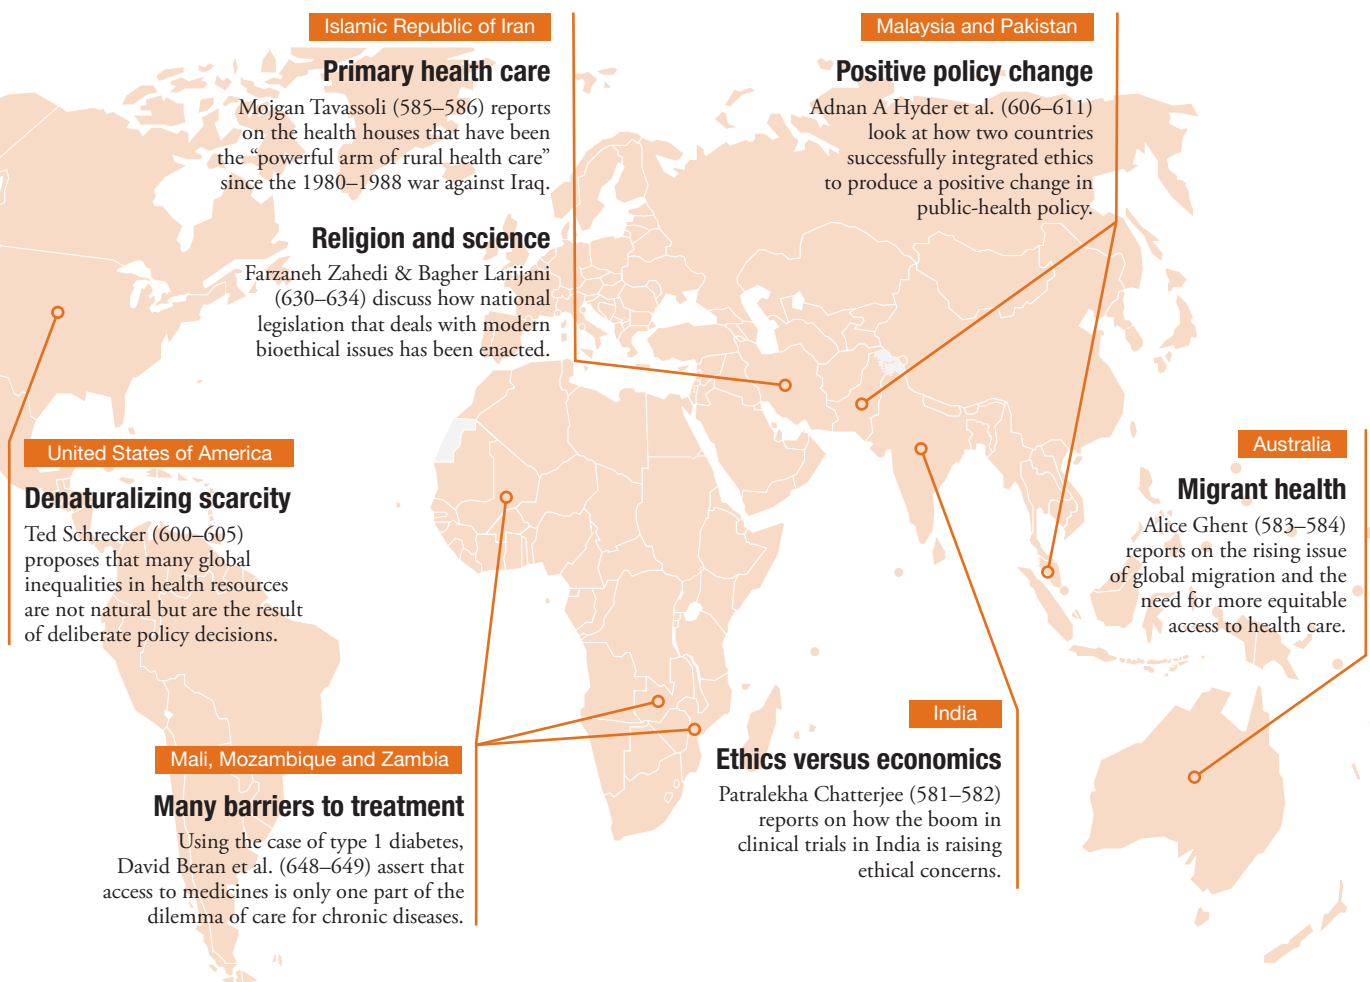 Islamic Republic of Iran
Primary health care
Mojgan Tavassoli (585–586) reports
on the health houses that have been
the “powerful arm of rural health care”
since the 1980–1988 war against Iraq.
Religion and science
Farzaneh Zahedi & Bagher Larijani
(630–634) discuss how national
legislation that deals with modern
bioethical issues has been enacted.
Malaysia and Pakistan
Positive policy change
Adnan A Hyder et al. (606–611)
look at how two countries
successfully integrated ethics
to produce a positive change in
public-health policy.
United States of America
Denaturalizing scarcity
Ted Schrecker (600–605)
proposes that many global
inequalities in health resources
are not natural but are the result
of deliberate policy decisions.
Australia
Migrant health
Alice Ghent (583–584)
reports on the rising issue
of global migration and the
need for more equitable
access to health care.
Mali, Mozambique and Zambia
Many barriers to treatment
Using the case of type 1 diabetes,
David Beran et al. (648–649) assert that
access to medicines is only one part of the
dilemma of care for chronic diseases.
India
Ethics versus economics
Patralekha Chatterjee (581–582)
reports on how the boom in
clinical trials in India is raising
ethical concerns.